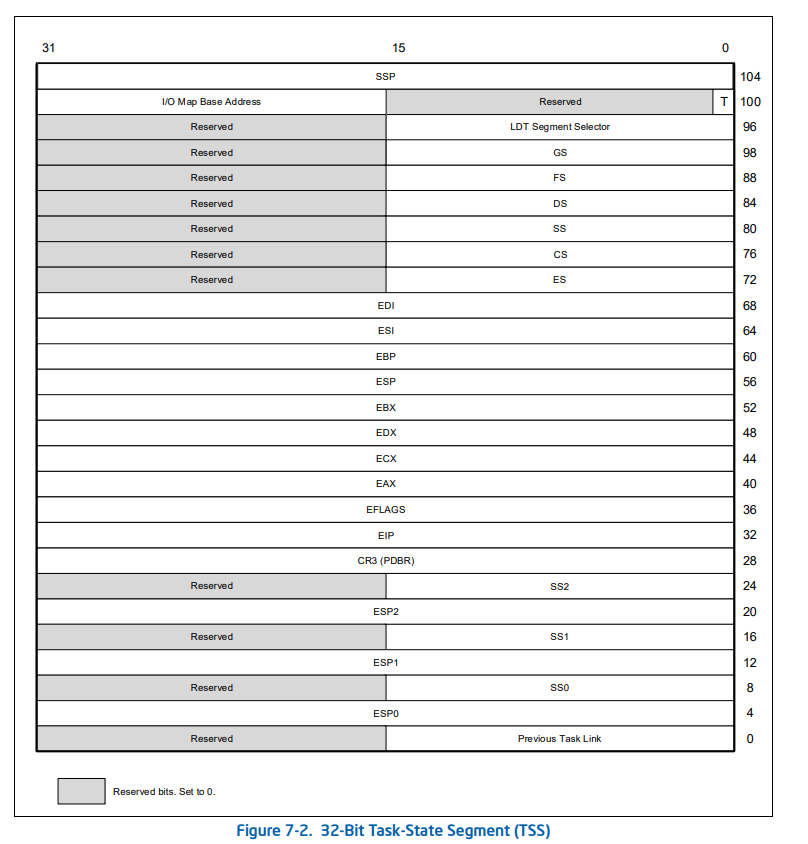 31 15 0
SSP 104
I/O Map Base Address Reserved T 100
Reserved LDT Segment Selector 96
Reserved GS 98
Reserved FS 88
Reserved DS 84
Reserved SS 80
Reserved CS 76
Reserved ES 72
EDI 68
ESI 64
EBP 60
ESP 56
EBX 52
EDX 48
ECX 44
EAX 40
EFLAGS 36
EIP 32
CR3 (PDBR) 28
Reserved SS2 24
ESP2 20
Reserved SS1 16
ESP1 12
Reserved SS0 8
ESP0 4
Reserved Previous Task Link 0
Reserved bits. Set to 0.
Figure 7-2. 32-Bit Task-State Segment (TSS)